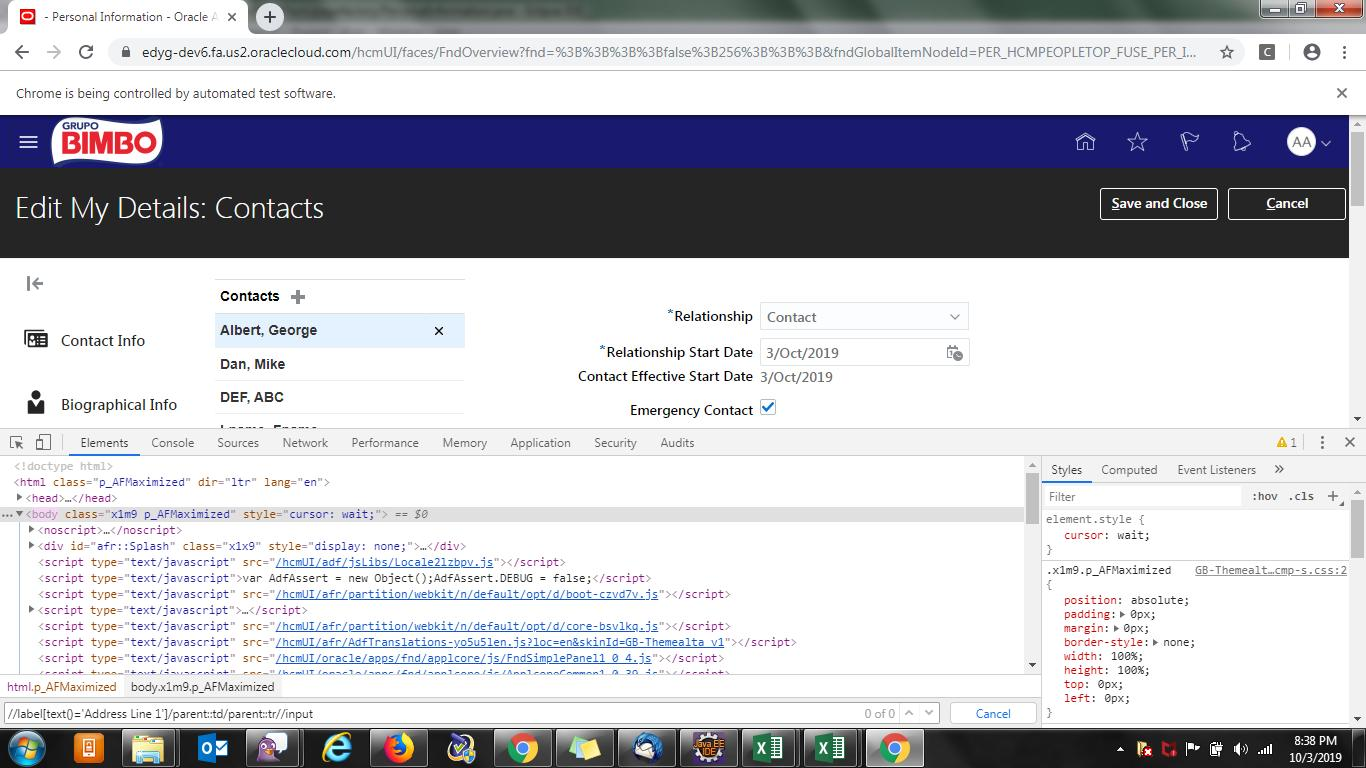 - Personal Information - Oracle A
edyg-dev6.fa.us2.oraclecloud.com/hcmUI/faces/FndOverview?fnd=%3B%3B%3B%3Bfalse%3B256%3B%3B%3B&fndGlobalItemNodeId=PER_HCMPEOPLETOP_FUSE_PER_I...
C
Chrome is being controlled by automated test software.
GRUPO
BIMBO
AA
Edit My Details: Contacts
Save and Close
Cancel
Contacts
Albert, George
Dan, Mike
DEF, ABC
Contact Info
Biographical Info
*Relationship Contact
*Relationship Start Date 3/Oct/2019
Contact Effective Start Date 3/Oct/2019
Emergency Contact
Elements Console Sources Network Performance Memory Application Security Audits 1
<!doctype html>
<html class="p_AFMaximized" dir="ltr" lang="en">
<head>…</head>
…<body class="x1m9 p_AFMaximized" style="cursor: wait;"> == $0
<noscript>…</noscript>
<div id="afr::Splash" class="x1x9" style="display: none;">…</div>
<script type="text/javascript" src="/hcmUI/adf/jsLibs/Locale2lzbpv.js"></script>
<script type="text/javascript">var AdfAssert = new Object();AdfAssert.DEBUG = false;</script>
<script type="text/javascript" src="/hcmUI/afr/partition/webkit/n/default/opt/d/boot-czvd7v.js"></script>
<script type="text/javascript">…</script>
<script type="text/javascript" src="/hcmUI/afr/partition/webkit/n/default/opt/d/core-bsvlkq.js"></script>
<script type="text/javascript" src="/hcmUI/afr/AdfTranslations-yo5u5len.js?loc=en&skinId=GB-Themealta_v1"></script>
<script type="text/javascript" src="/hcmUI/oracle/apps/fnd/applcore/js/FndSimplePanel1_0_4.js"></script>
html.p_AFMaximized body.x1m9.p_AFMaximized
//label[text()='Address Line 1']/parent::td/parent::tr//input
0 of 0
Cancel
Styles Computed Event Listeners »
Filter :hov .cls +
element.style {
cursor: wait;
}
.x1m9.p_AFMaximized GB-Themealt…cmp-s.css:2
{
position: absolute;
padding: 0px;
margin: 0px;
border-style: none;
width: 100%;
height: 100%;
top: 0px;
left: 0px;
}
Java EE
IDE
8:38 PM
10/3/2019